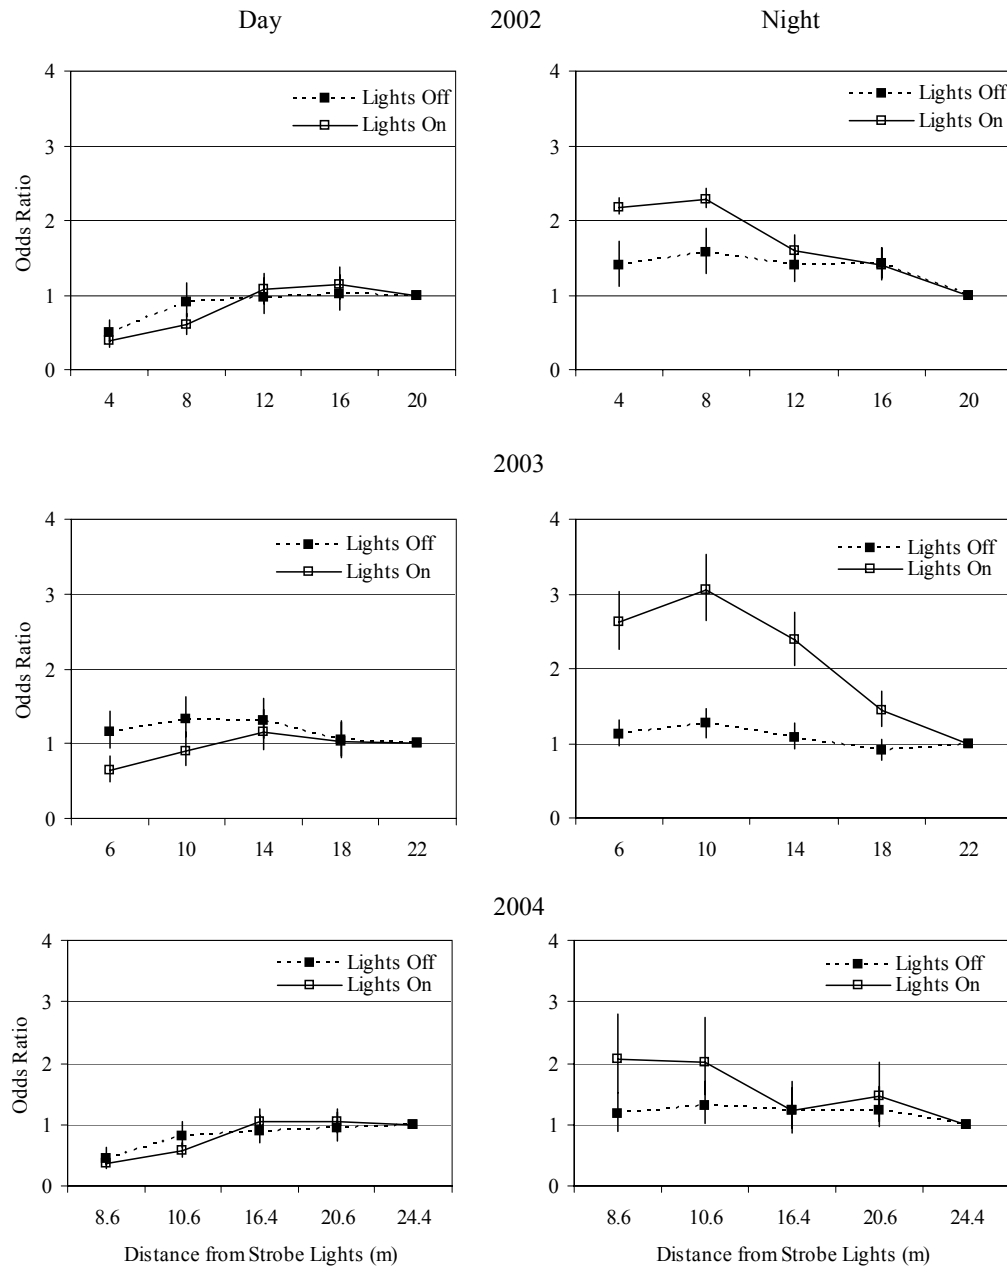 Day 2002 Night
4 4
Lights Off Lights Off
Lights On Lights On
3 3
Odds Ratio
2 2
1 1
0 0
4 8 12 16 20 4 8 12 16 20
2003
4 4
Lights Off Lights Off
Lights On Lights On
3 3
Odds Ratio
2 2
1 1
0 0
6 10 14 18 22 6 10 14 18 22
2004
4 4
Lights Off Lights Off
Lights On Lights On
3 3
Odds Ratio
2 2
1 1
0 0
8.6 10.6 16.4 20.6 24.4 8.6 10.6 16.4 20.6 24.4
Distance from Strobe Lights (m) Distance from Strobe Lights (m)